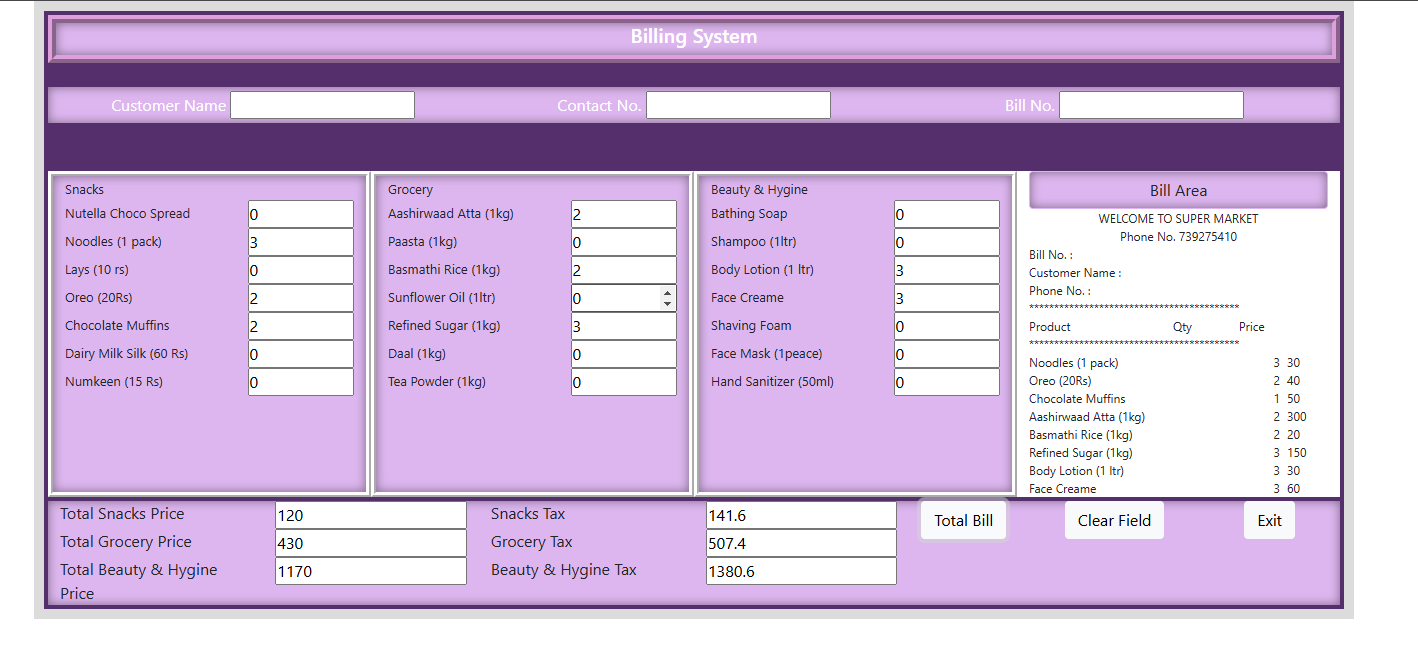 Billing System
Customer Name
Contact No.
Bill No.
Snacks
Nutella Choco Spread 0
Noodles (1 pack) 3
Lays (10 rs) 0
Oreo (20Rs) 2
Chocolate Muffins 2
Dairy Milk Silk (60 Rs) 0
Numkeen (15 Rs) 0
Grocery
Aashirwaad Atta (1kg) 2
Paasta (1kg) 0
Basmathi Rice (1kg) 2
Sunflower Oil (1ltr) 0
Refined Sugar (1kg) 3
Daal (1kg) 0
Tea Powder (1kg) 0
Beauty & Hygine
Bathing Soap 0
Shampoo (1ltr) 0
Body Lotion (1 ltr) 3
Face Creame 3
Shaving Foam 0
Face Mask (1peace) 0
Hand Sanitizer (50ml) 0
Bill Area
WELCOME TO SUPER MARKET
Phone No. 739275410
Bill No. :
Customer Name :
Phone No. :
******************************************
Product Qty Price
******************************************
Noodles (1 pack) 3 30
Oreo (20Rs) 2 40
Chocolate Muffins 1 50
Aashirwaad Atta (1kg) 2 300
Basmathi Rice (1kg) 2 20
Refined Sugar (1kg) 3 150
Body Lotion (1 ltr) 3 30
Face Creame 3 60
Total Snacks Price 120
Total Grocery Price 430
Total Beauty & Hygine
Price 1170
Snacks Tax 141.6
Grocery Tax 507.4
Beauty & Hygine Tax 1380.6
Total Bill
Clear Field
Exit